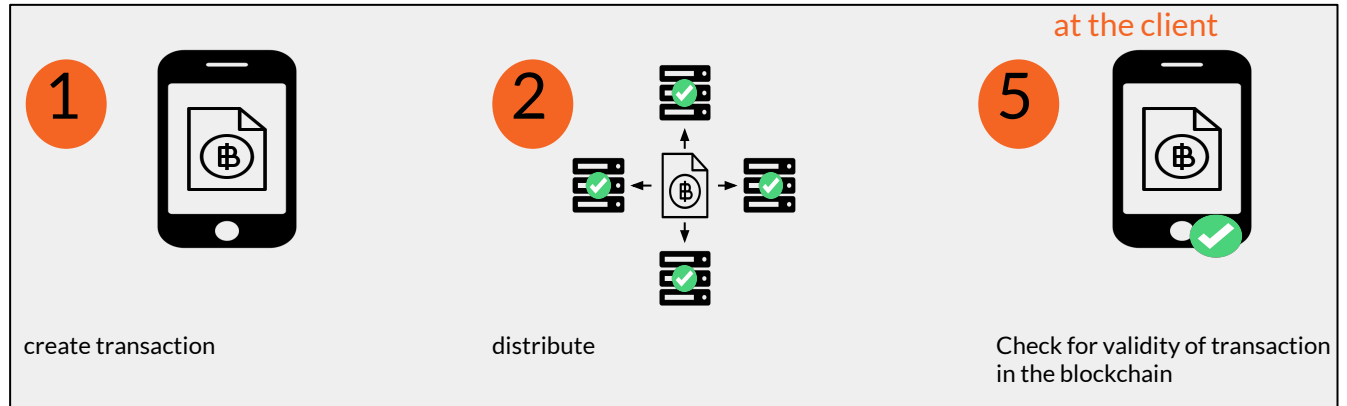 at the client
1
2
5
create transaction
distribute
Check for validity of transaction
in the blockchain